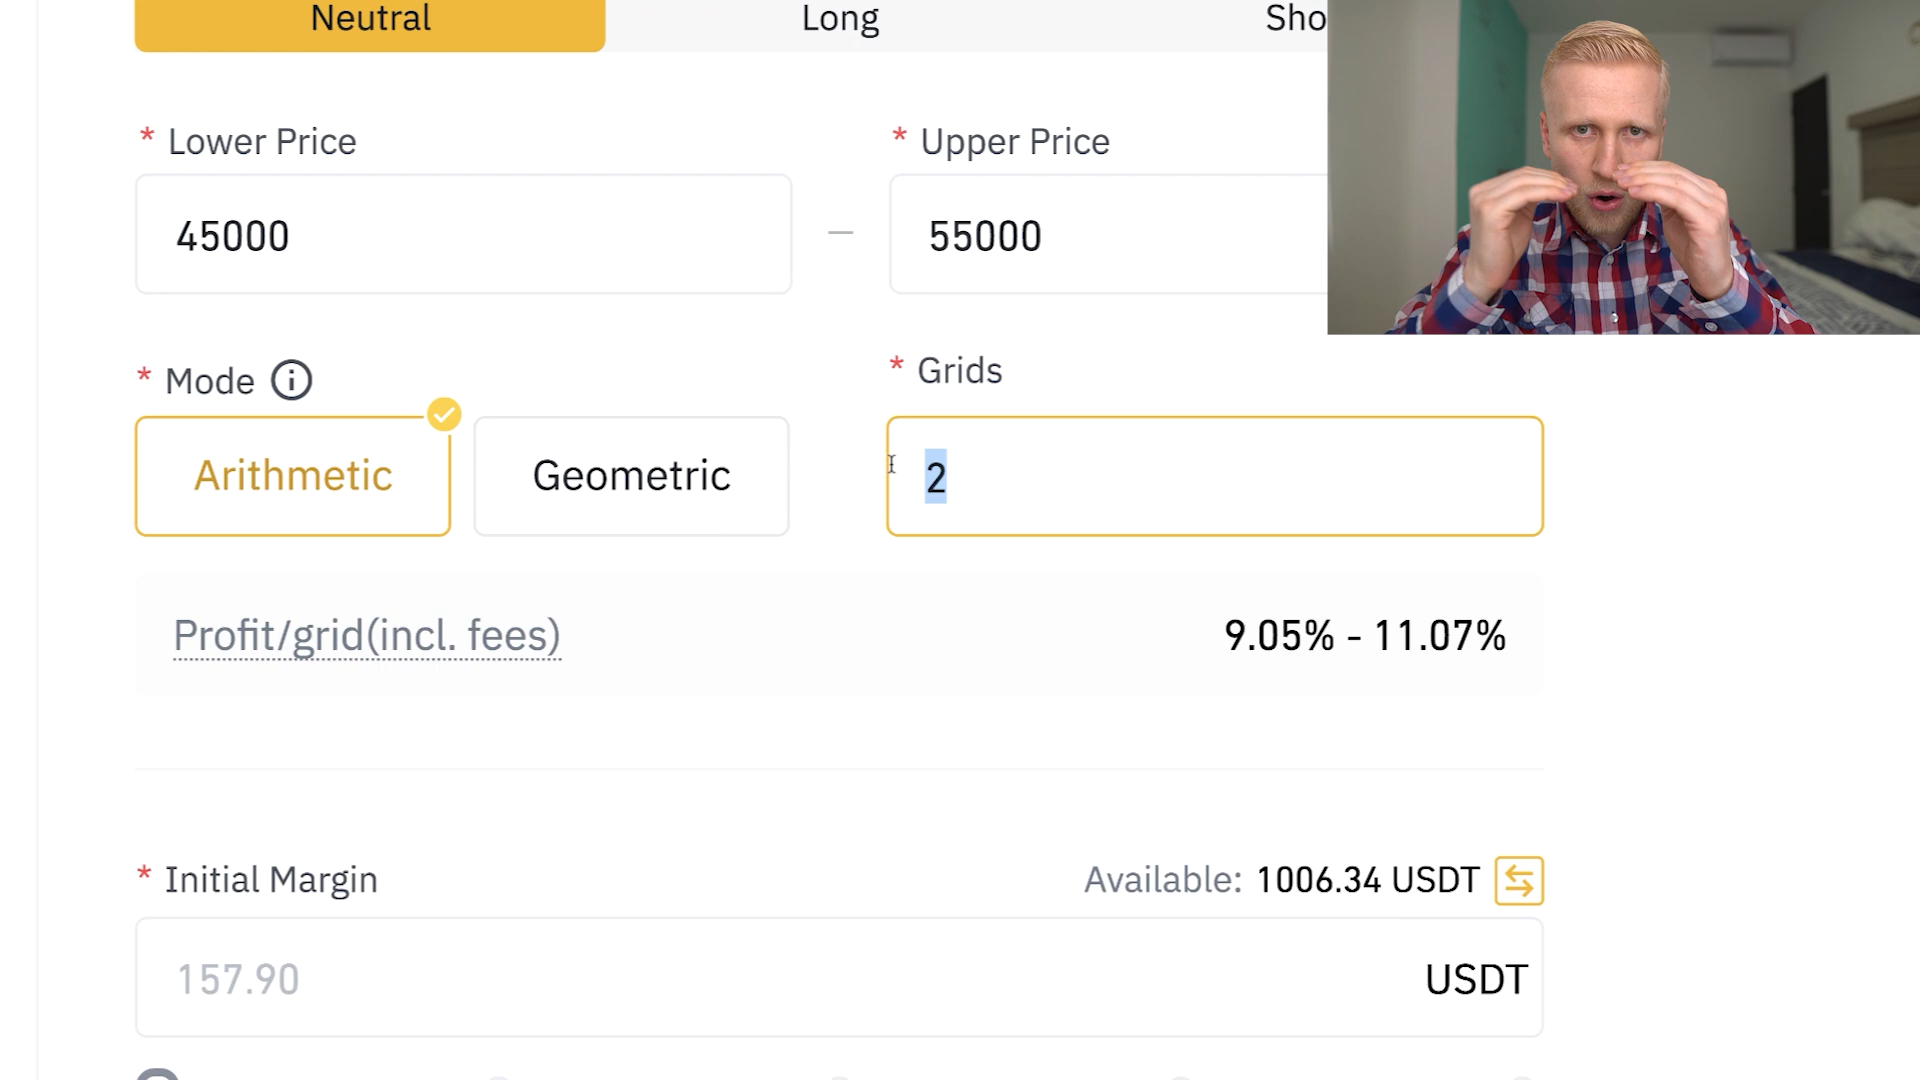 Neutral Long Sho
* Lower Price * Upper Price
45000 – 55000
* Mode * Grids
Arithmetic Geometric 2
Profit/grid(incl. fees) 9.05% - 11.07%
* Initial Margin Available: 1006.34 USDT
157.90 USDT